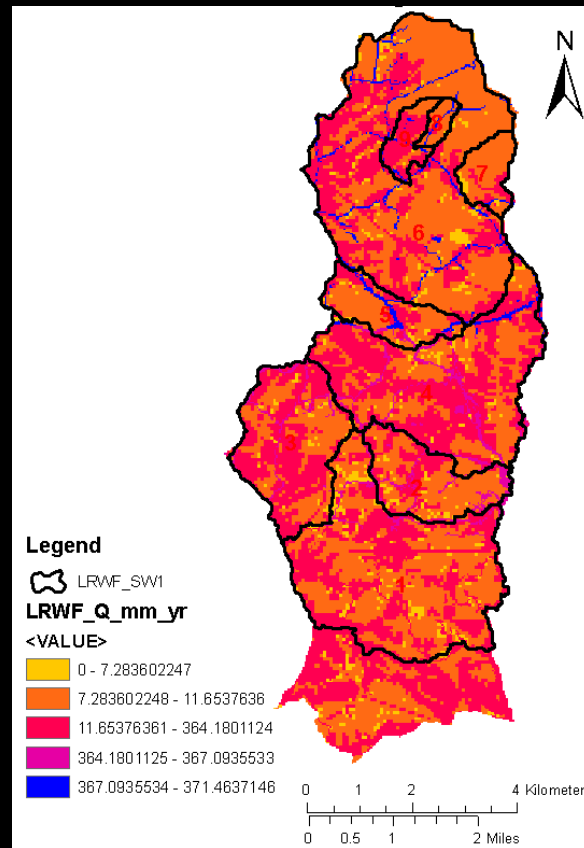 N
8
7
6
5
4
3
2
1
Legend
LRWF_SW1
LRWF_Q_mm_yr
<VALUE>
0 - 7.283602247
7.283602248 - 11.6537636
11.65376361 - 364.1801124
364.1801125 - 367.0935533
367.0935534 - 371.4637146
0 1 2 4 Kilometer
0 0.5 1 2 Miles